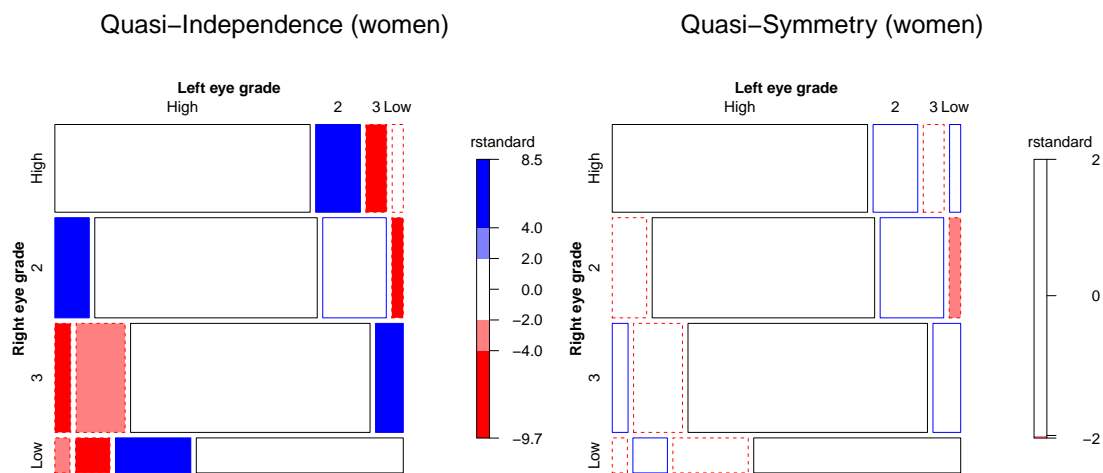 Quasi−Independence (women)
Left eye grade
High 2 3 Low
Right eye grade
High
2
3
Low
rstandard
8.5
4.0
2.0
0.0
−2.0
−4.0
−9.7
Quasi−Symmetry (women)
Left eye grade
High 2 3 Low
Right eye grade
High
2
3
Low
rstandard
2
0
−2